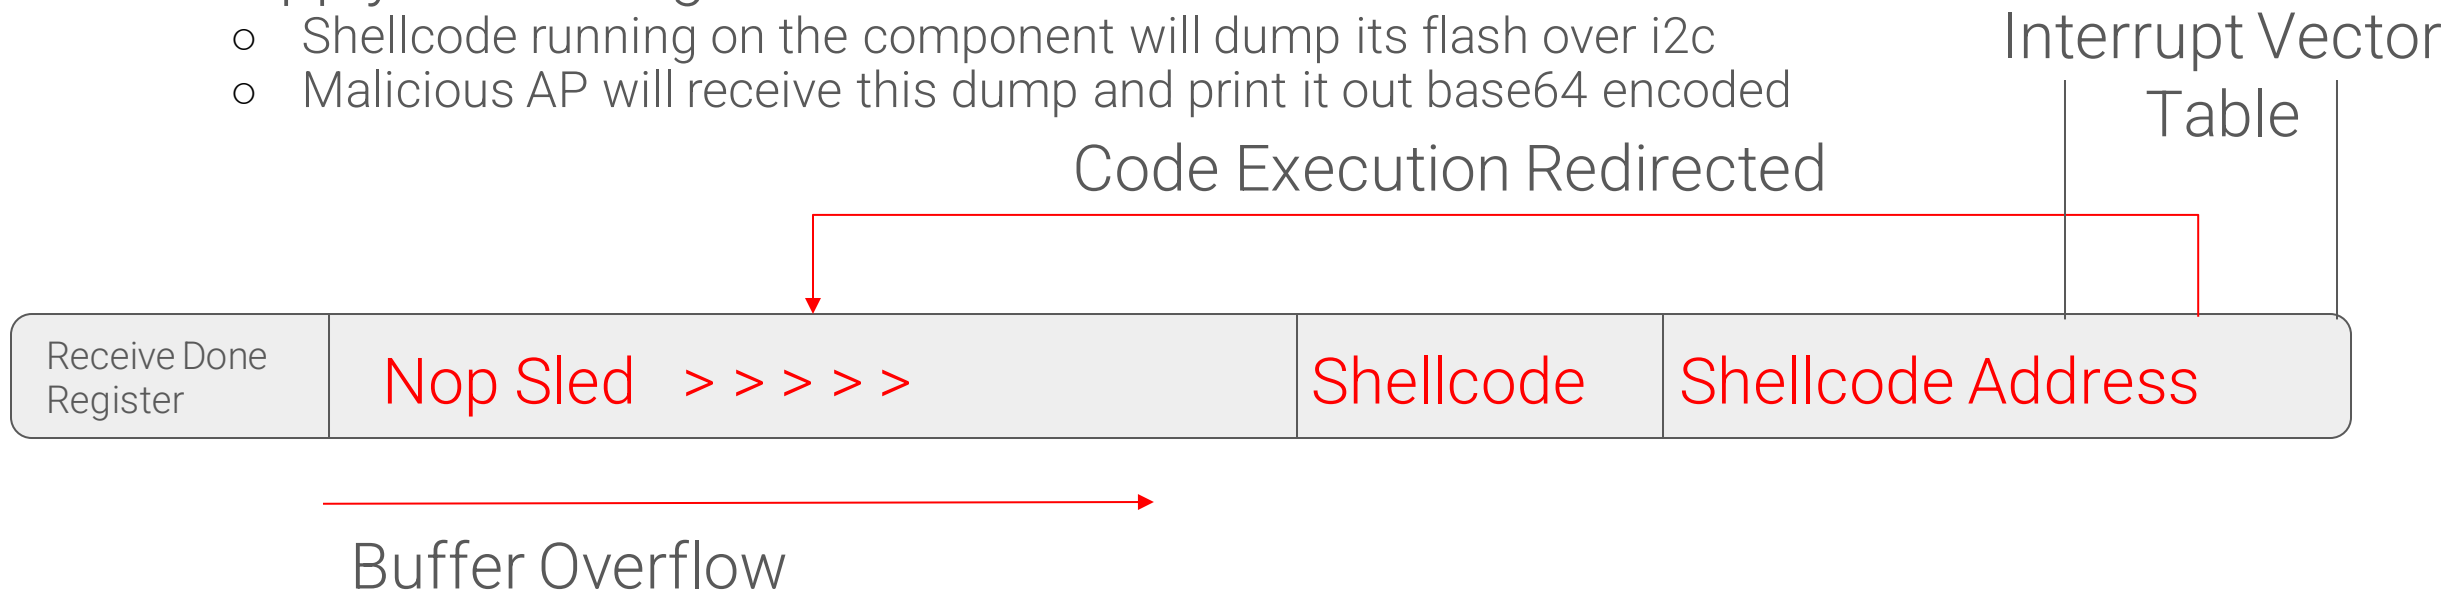 ○ Shellcode running on the component will dump its flash over i2c
○ Malicious AP will receive this dump and print it out base64 encoded
Interrupt Vector
Table
Code Execution Redirected
Receive Done
Register
Nop Sled > > > > >
Shellcode
Shellcode Address
Buffer Overflow